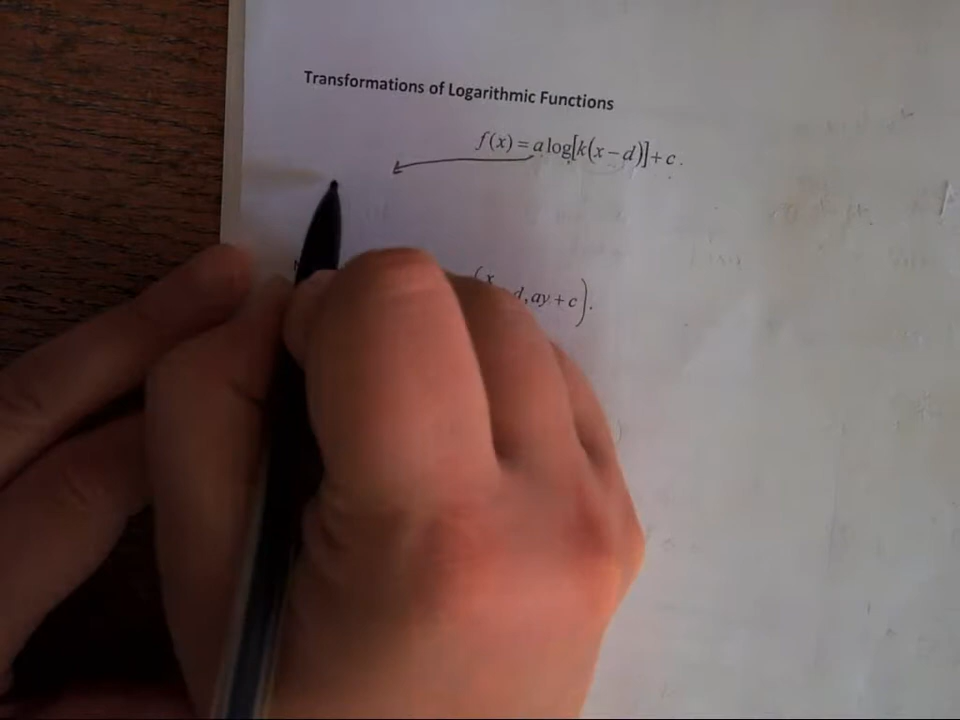 Transformations of Logarithmic Functions
f(x) = a log[k(x − d)] + c .
d, ay + c).